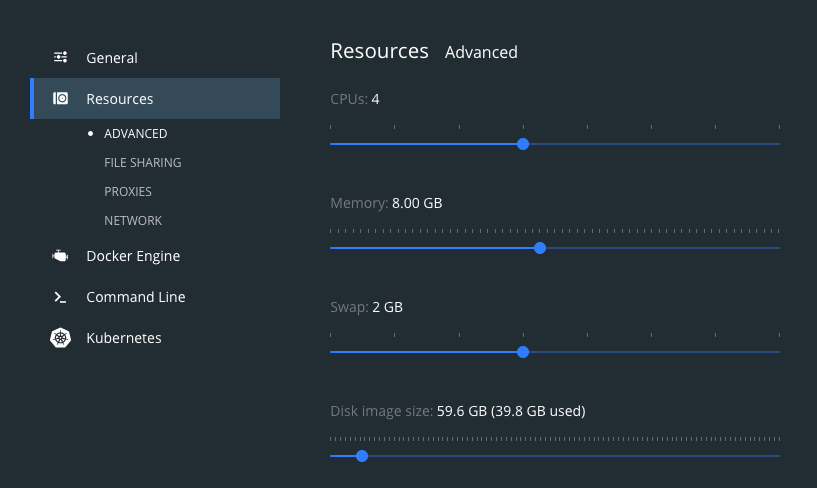 General
Resources
ADVANCED
FILE SHARING
PROXIES
NETWORK
Docker Engine
Command Line
Kubernetes
Resources Advanced
CPUs: 4
Memory: 8.00 GB
Swap: 2 GB
Disk image size: 59.6 GB (39.8 GB used)